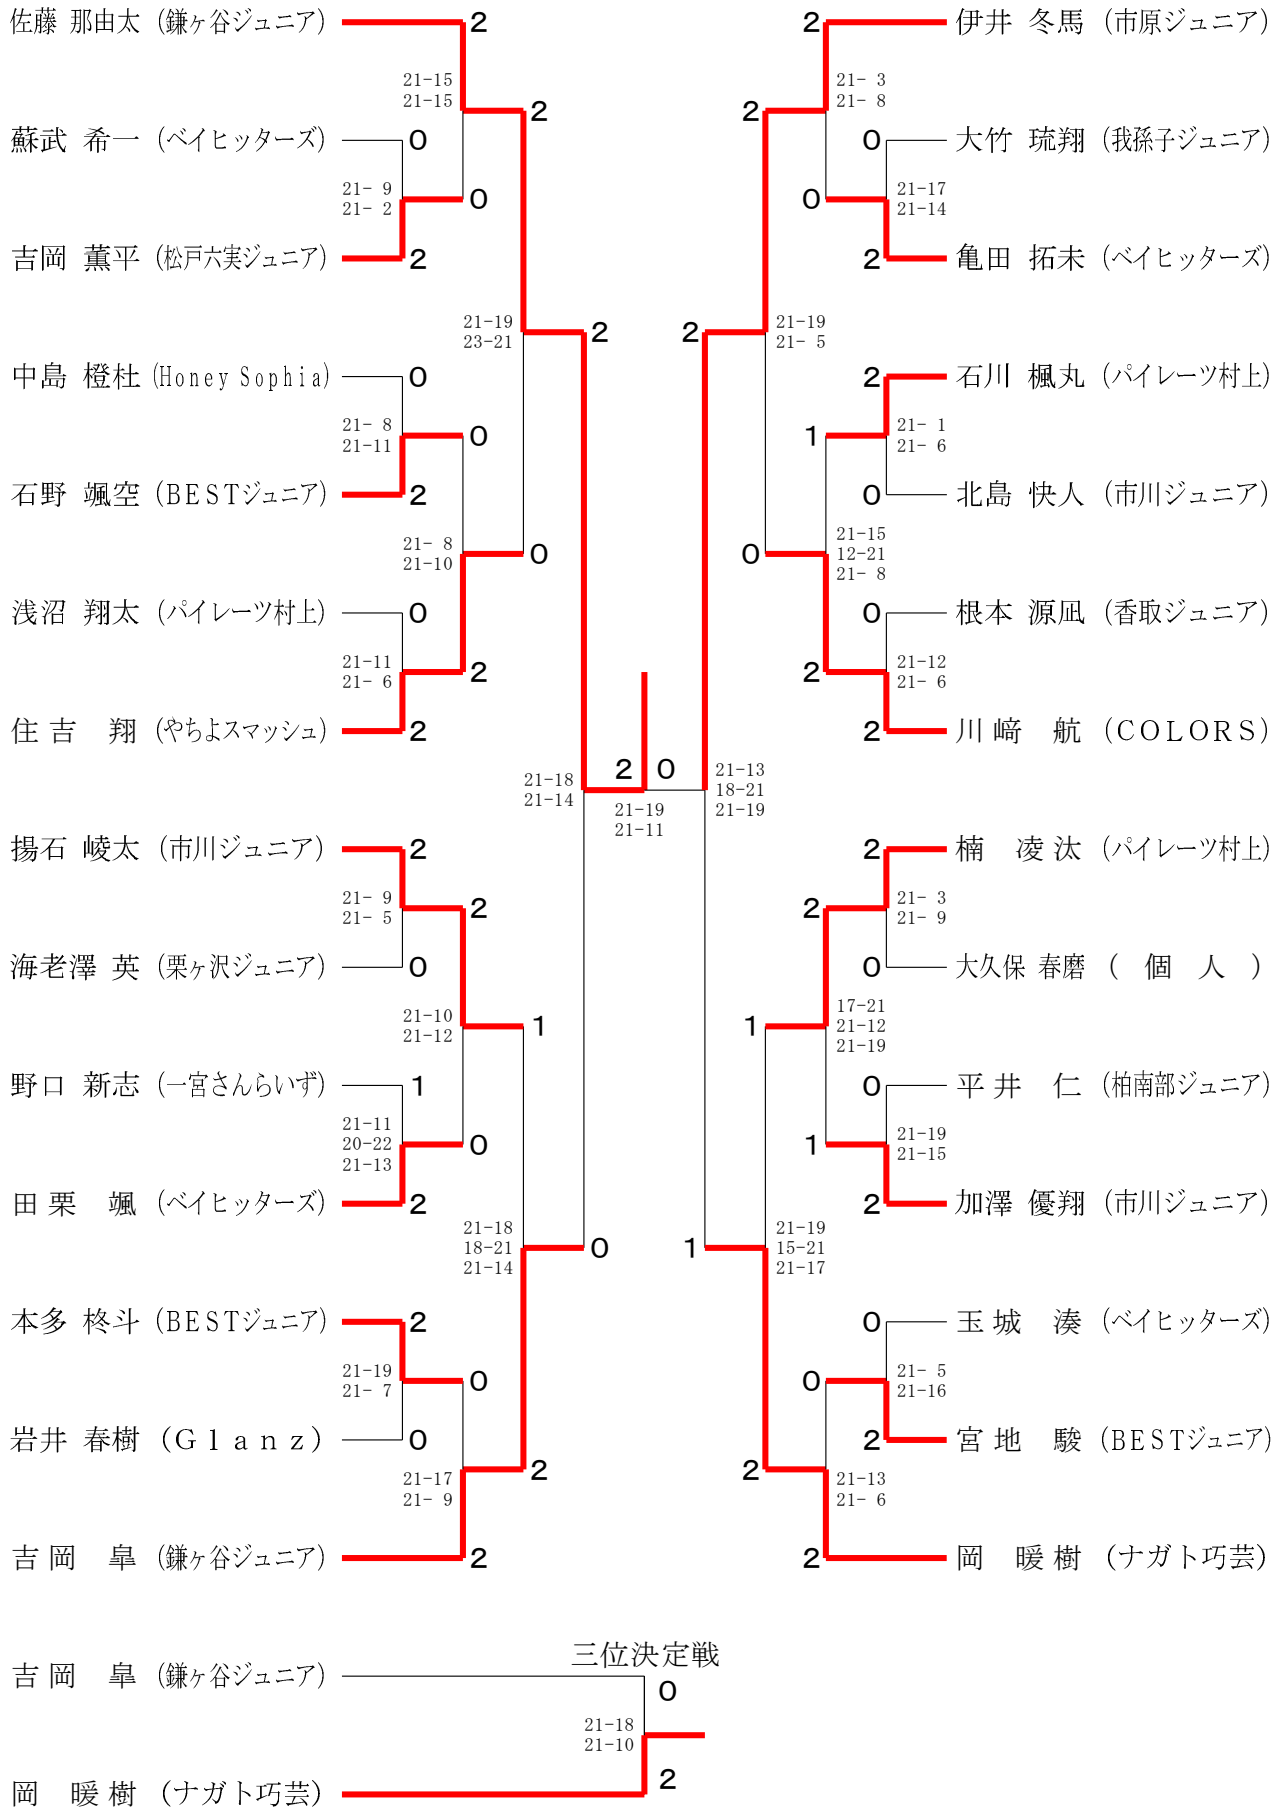 佐藤 那由太 (鎌ヶ谷ジュニア) 2
21-15
21-15
2
蘇武 希一 (ベイヒッターズ) 0
21- 9
21- 2
0
吉岡 薫平 (松戸六実ジュニア) 2
21-19
23-21
2
中島 橙杜 (Honey Sophia) 0
21- 8
21-11
0
石野 颯空 (BESTジュニア) 2
21- 8
21-10
0
浅沼 翔太 (パイレーツ村上) 0
21-11
21- 6
2
住吉 翔 (やちよスマッシュ) 2
21-18
21-14
揚石 崚太 (市川ジュニア) 2
21- 9
21- 5
2
海老澤 英 (栗ヶ沢ジュニア) 0
21-10
21-12
1
野口 新志 (一宮さんらいず) 1
21-11
20-22
21-13
0
田栗 颯 (ベイヒッターズ) 2
21-18
18-21
21-14
0
本多 柊斗 (BESTジュニア) 2
21-19
21- 7
0
岩井 春樹 (Glanz) 0
21-17
21- 9
2
吉岡 皐 (鎌ヶ谷ジュニア) 2
2 0
21-19
21-11
2 伊井 冬馬 (市原ジュニア)
21- 3
21- 8
2
0 大竹 琉翔 (我孫子ジュニア)
21-17
21-14
0
2 亀田 拓未 (ベイヒッターズ)
21-19
21- 5
2
2 石川 楓丸 (パイレーツ村上)
21- 1
21- 6
1
0 北島 快人 (市川ジュニア)
21-15
12-21
21- 8
0
0 根本 源凪 (香取ジュニア)
21-12
21- 6
2
2 川﨑 航 (COLORS)
21-13
18-21
21-19
2 楠 凌汰 (パイレーツ村上)
21- 3
21- 9
2
0 大久保 春磨 ( 個 人 )
17-21
21-12
21-19
1
0 平井 仁 (柏南部ジュニア)
21-19
21-15
1
2 加澤 優翔 (市川ジュニア)
21-19
15-21
21-17
1
0 玉城 湊 (ベイヒッターズ)
21- 5
21-16
0
2 宮地 駿 (BESTジュニア)
21-13
21- 6
2
2 岡 暖樹 (ナガト巧芸)
三位決定戦
吉岡 皐 (鎌ヶ谷ジュニア) 0
21-18
21-10
岡 暖樹 (ナガト巧芸) 2